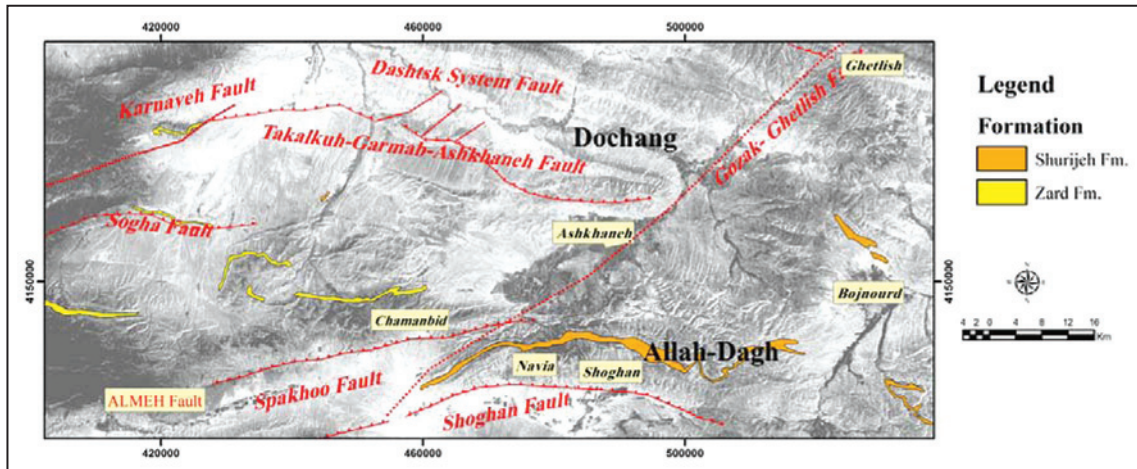 420000
460000
500000
Ghetlish
Dashtsk System Fault
Karnaveh Fault
Takalkuh-Garmab-Ashkhaneh Fault
Dochang
Gozak- Ghetlish F
Sogha Fault
Ashkhaneh
4150000
4150000
Bojnourd
Chamanbid
Allah-Dagh
Navia
Shoghan
Spakhoo Fault
ALMEH Fault
Shoghan Fault
420000
460000
500000
Legend
Formation
Shurijeh Fm.
Zard Fm.
4 2 0 4 8 12 16
Km